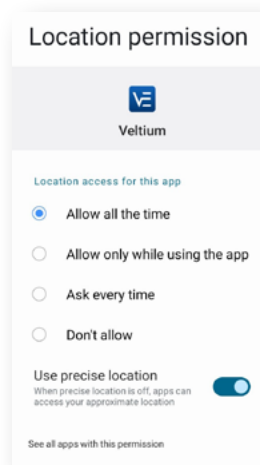 Location permission
VE
Veltium
Location access for this app
Allow all the time
Allow only while using the app
Ask every time
Don't allow
Use precise location
When precise location is off, apps can
access your approximate location
See all apps with this permission